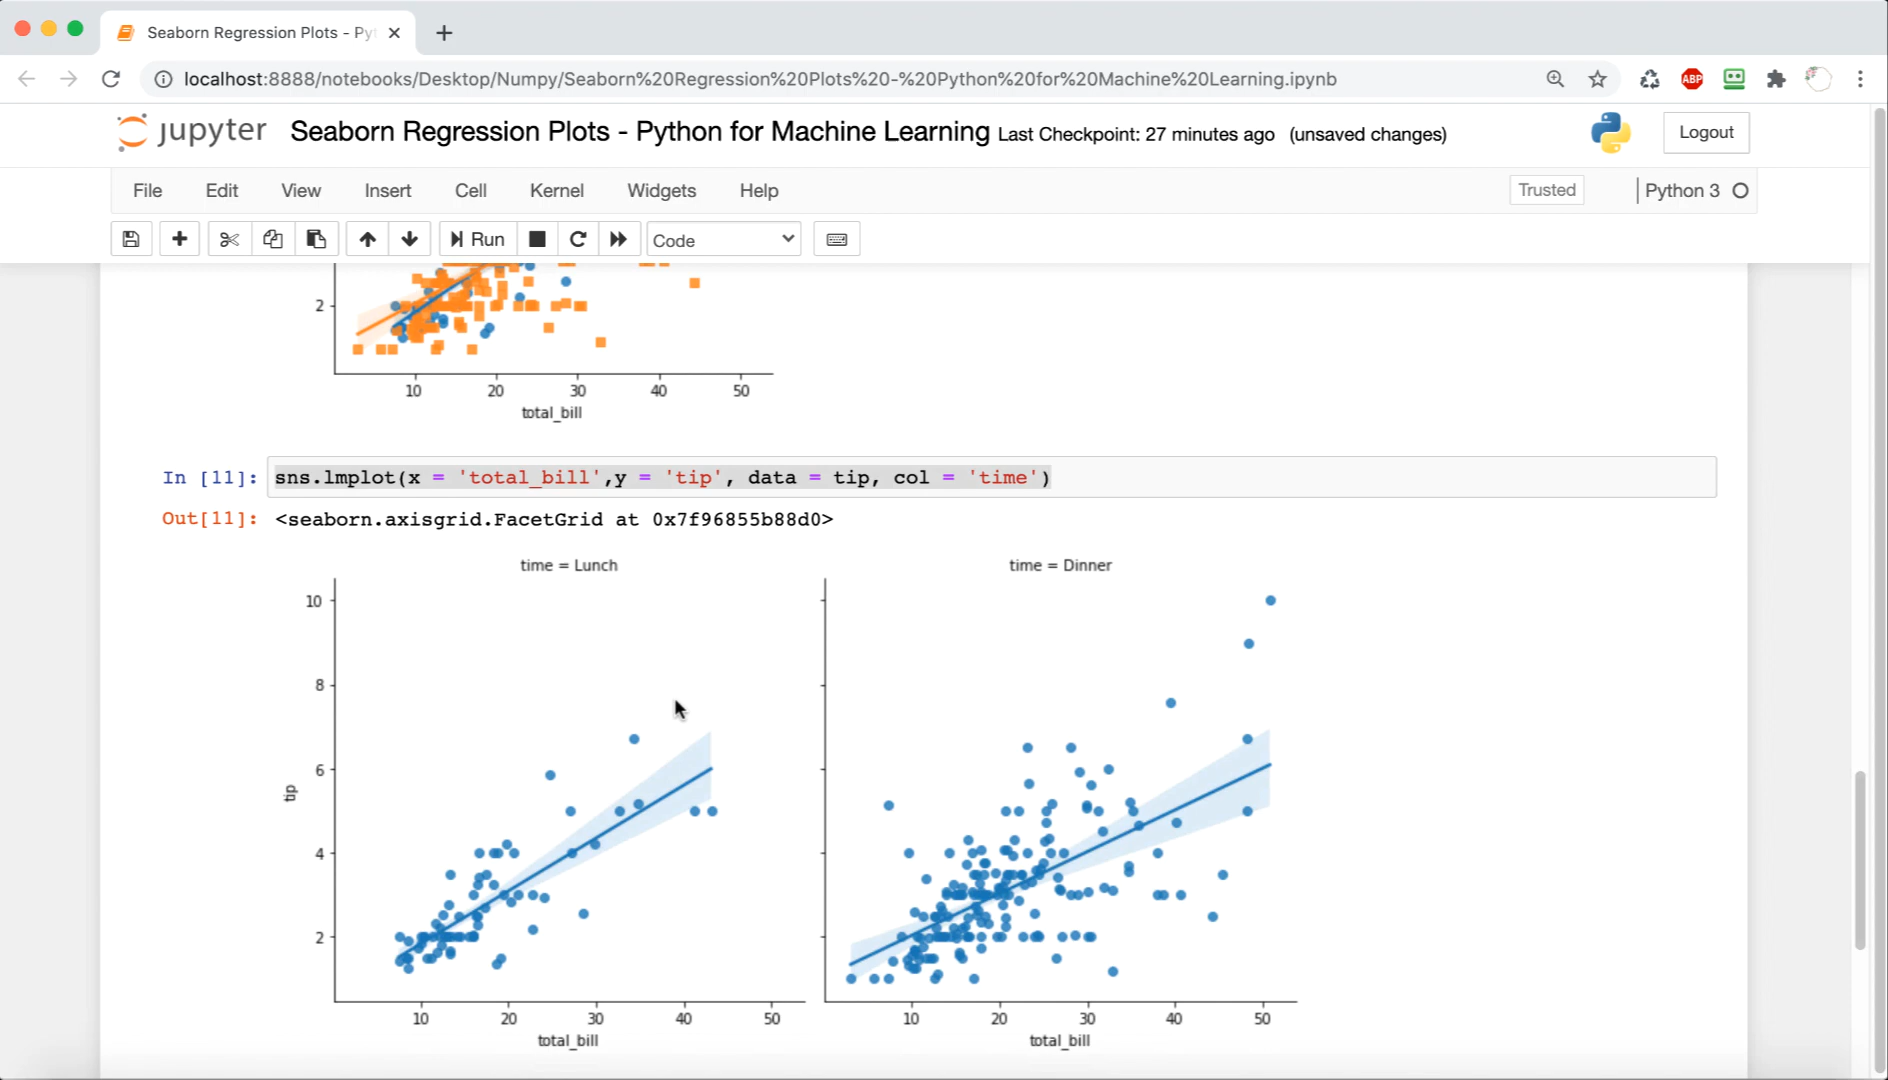 Seaborn Regression Plots - Py
localhost:8888/notebooks/Desktop/Numpy/Seaborn%20Regression%20Plots%20-%20Python%20for%20Machine%20Learning.ipynb
ABP
jupyter Seaborn Regression Plots - Python for Machine Learning Last Checkpoint: 27 minutes ago (unsaved changes)
Logout
File Edit View Insert Cell Kernel Widgets Help
Trusted
Python 3
Run
Code
2
10 20 30 40 50
total_bill
In [11]: sns.lmplot(x = 'total_bill',y = 'tip', data = tip, col = 'time')
Out[11]: <seaborn.axisgrid.FacetGrid at 0x7f96855b88d0>
time = Lunch
time = Dinner
10
8
6
4
2
tip
10 20 30 40 50
total_bill
10 20 30 40 50
total_bill